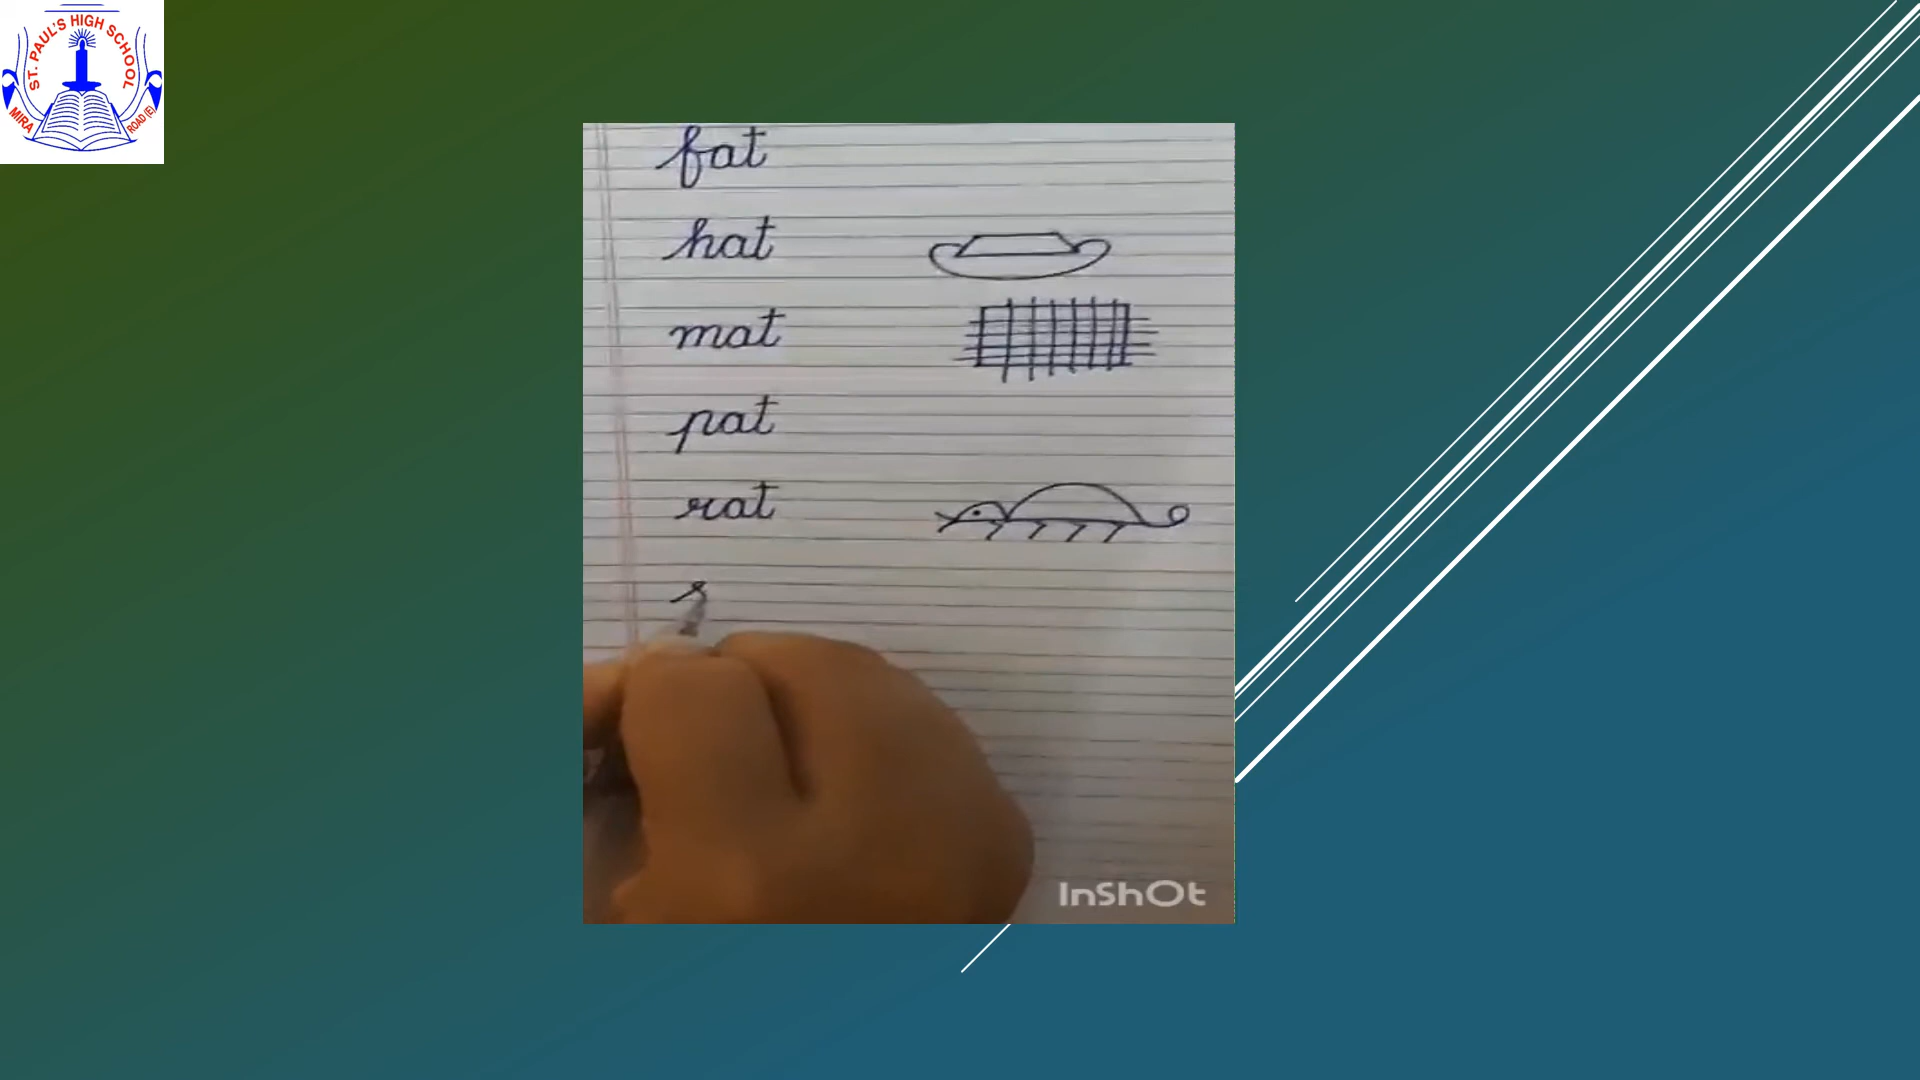 ST. PAUL'S HIGH SCHOOL
MIRA ROAD (E)
fat
hat
mat
pat
rat
s
InShOt